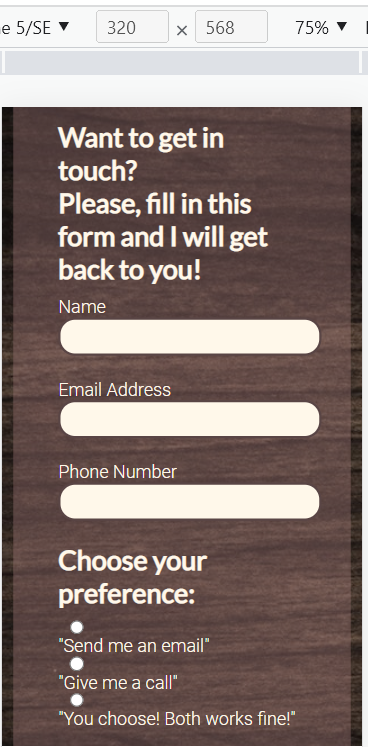 e 5/SE ▼ 320 × 568 75% ▼
Want to get in
touch?
Please, fill in this
form and I will get
back to you!
Name
Email Address
Phone Number
Choose your
preference:
"Send me an email"
"Give me a call"
"You choose! Both works fine!"